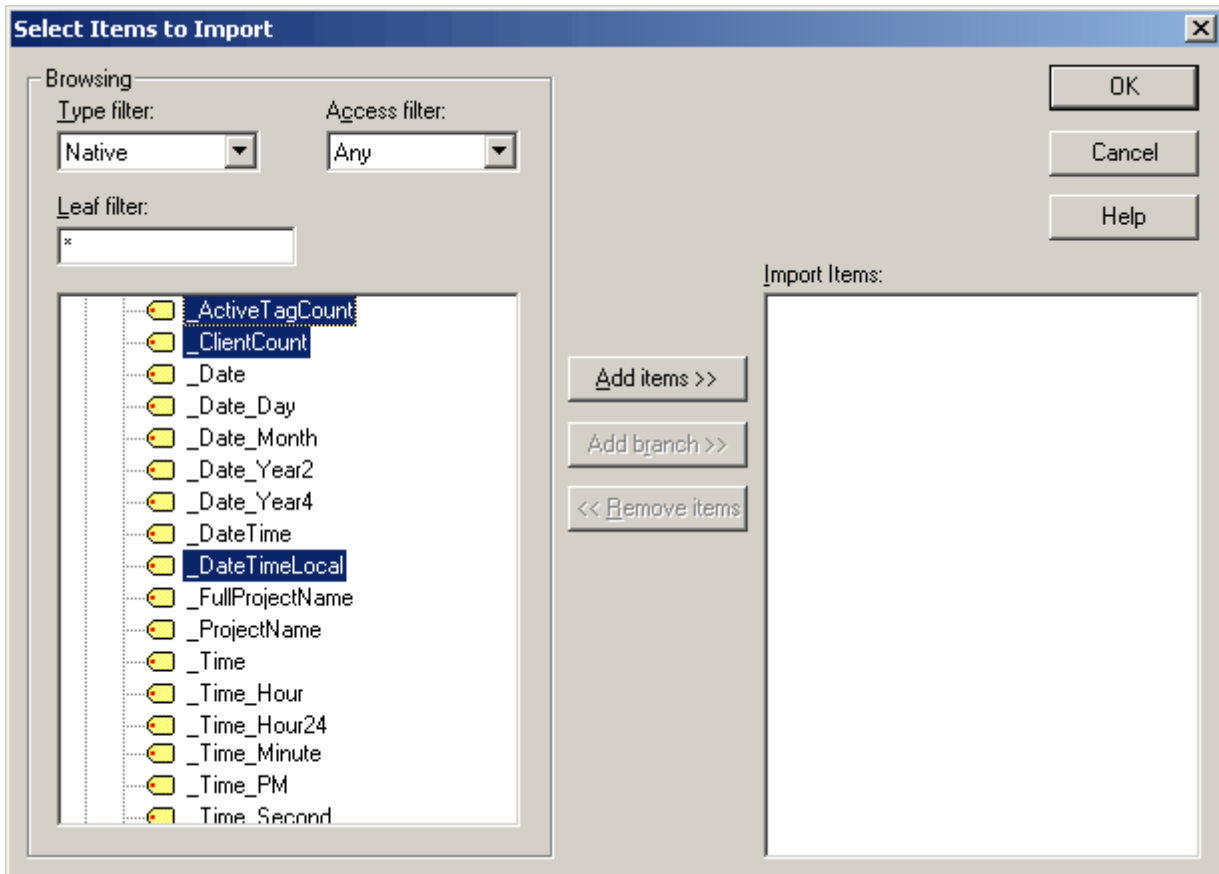 Select Items to Import
Browsing
Type filter:
Access filter:
Native
Any
Leaf filter:
*
_ActiveTagCount
_ClientCount
_Date
_Date_Day
_Date_Month
_Date_Year2
_Date_Year4
_DateTime
_DateTimeLocal
_FullProjectName
_ProjectName
_Time
_Time_Hour
_Time_Hour24
_Time_Minute
_Time_PM
_Time_Second
Add items >>
Add branch >>
<< Remove items
OK
Cancel
Help
Import Items: